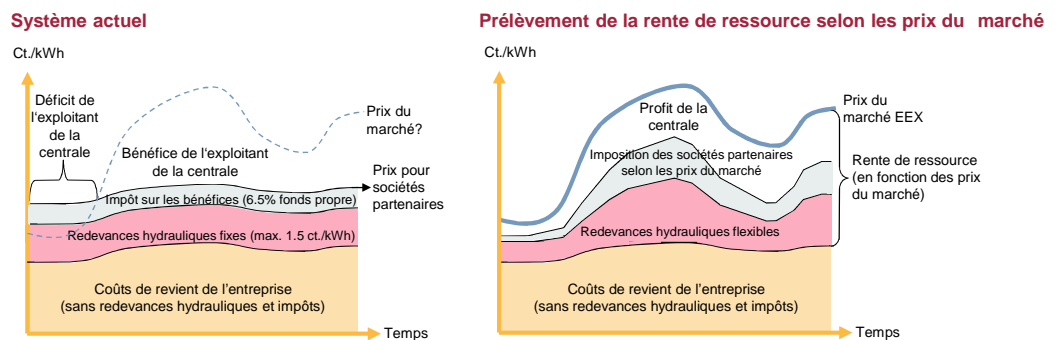 Système actuel
Ct./kWh
Déficit de
l'exploitant
de la
centrale
Prix du
marché?
Bénéfice de l'exploitant
de la centrale
Prix pour
sociétés
partenaires
Impôt sur les bénéfices (6.5% fonds propre)
Redevances hydrauliques fixes (max. 1.5 ct./kWh)
Coûts de revient de l'entreprise
(sans redevances hydrauliques et impôts)
Temps
Prélèvement de la rente de ressource selon les prix du marché
Ct./kWh
Profit de la
centrale
Prix du
marché EEX
Imposition des sociétés partenaires
selon les prix du marché
Rente de ressource
(en fonction des prix
du marché)
Redevances hydrauliques flexibles
Coûts de revient de l'entreprise
(sans redevances hydrauliques et impôts)
Temps